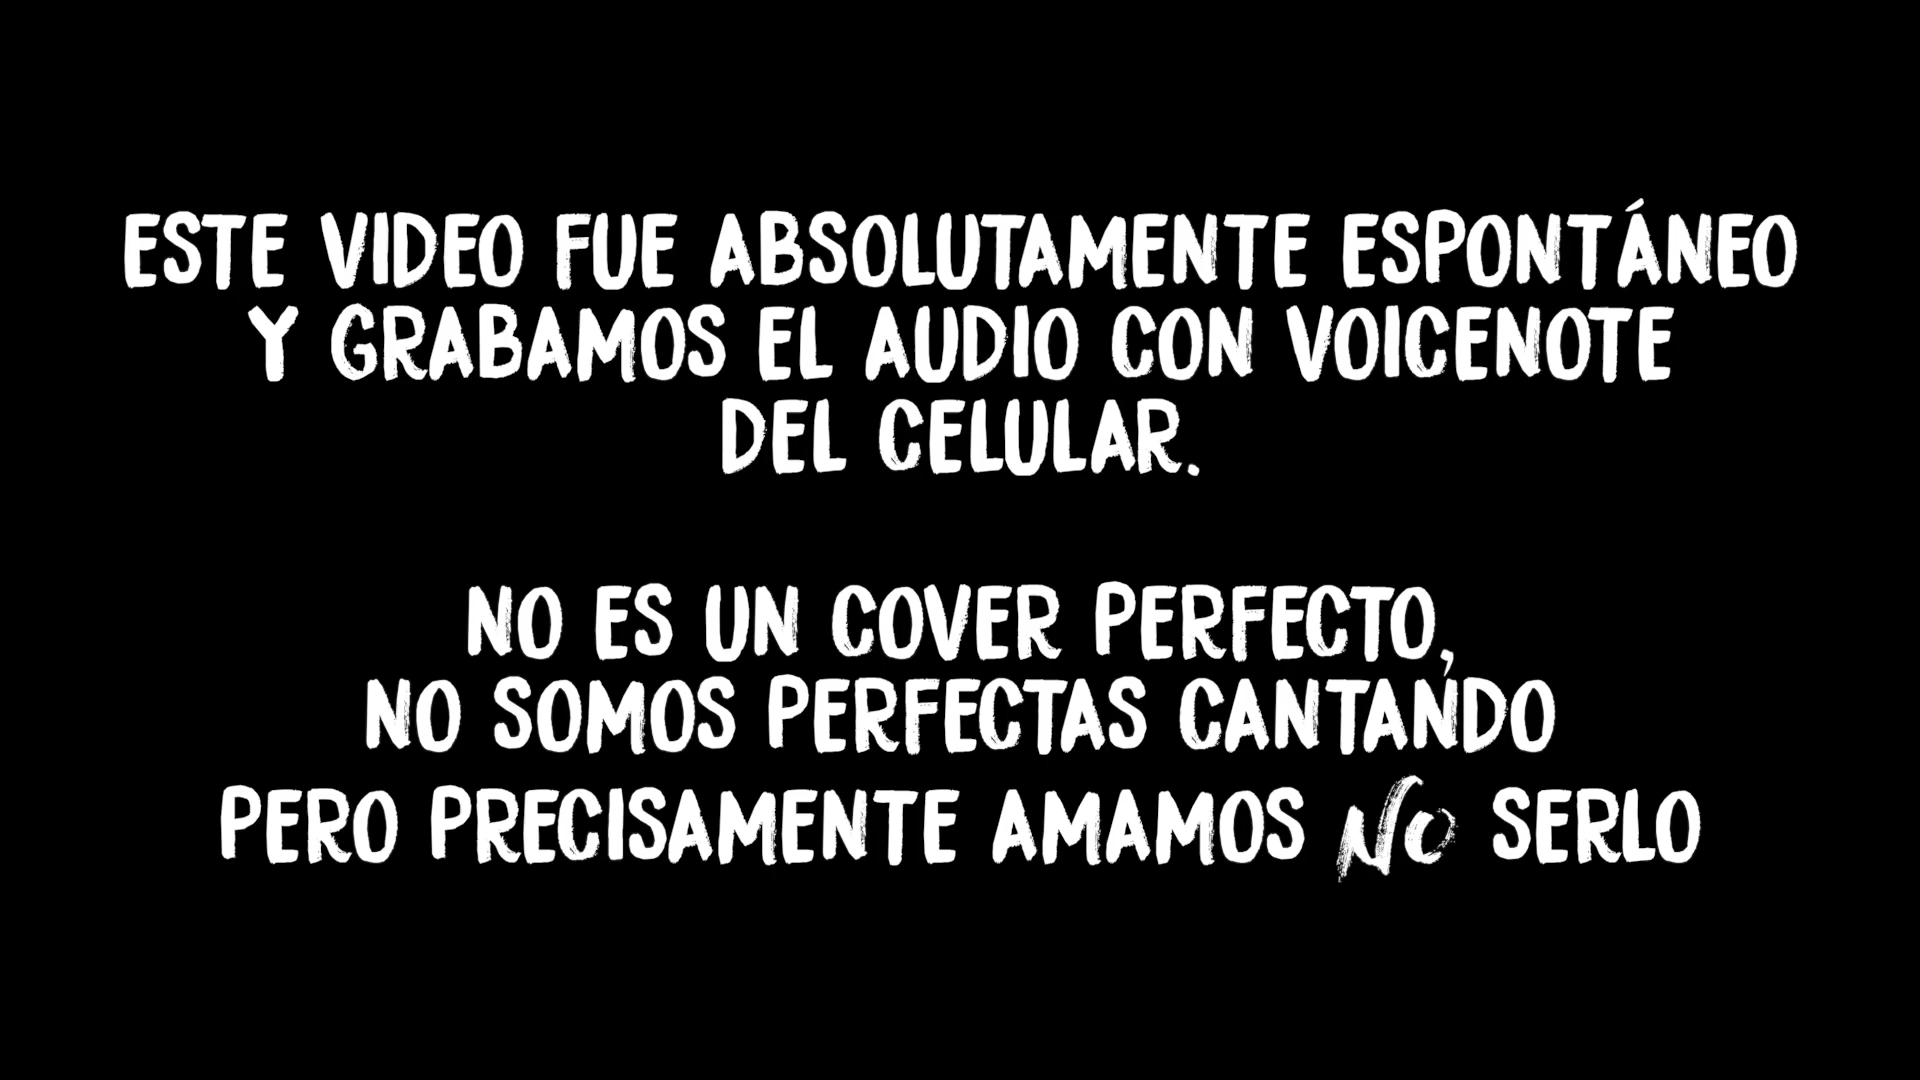 ESTE VIDEO FUE ABSOLUTAMENTE ESPONTÁNEO
Y GRABAMOS EL AUDIO CON VOICENOTE
DEL CELULAR.
NO ES UN COVER PERFECTO,
NO SOMOS PERFECTAS CANTANDO
PERO PRECISAMENTE AMAMOS NO SERLO